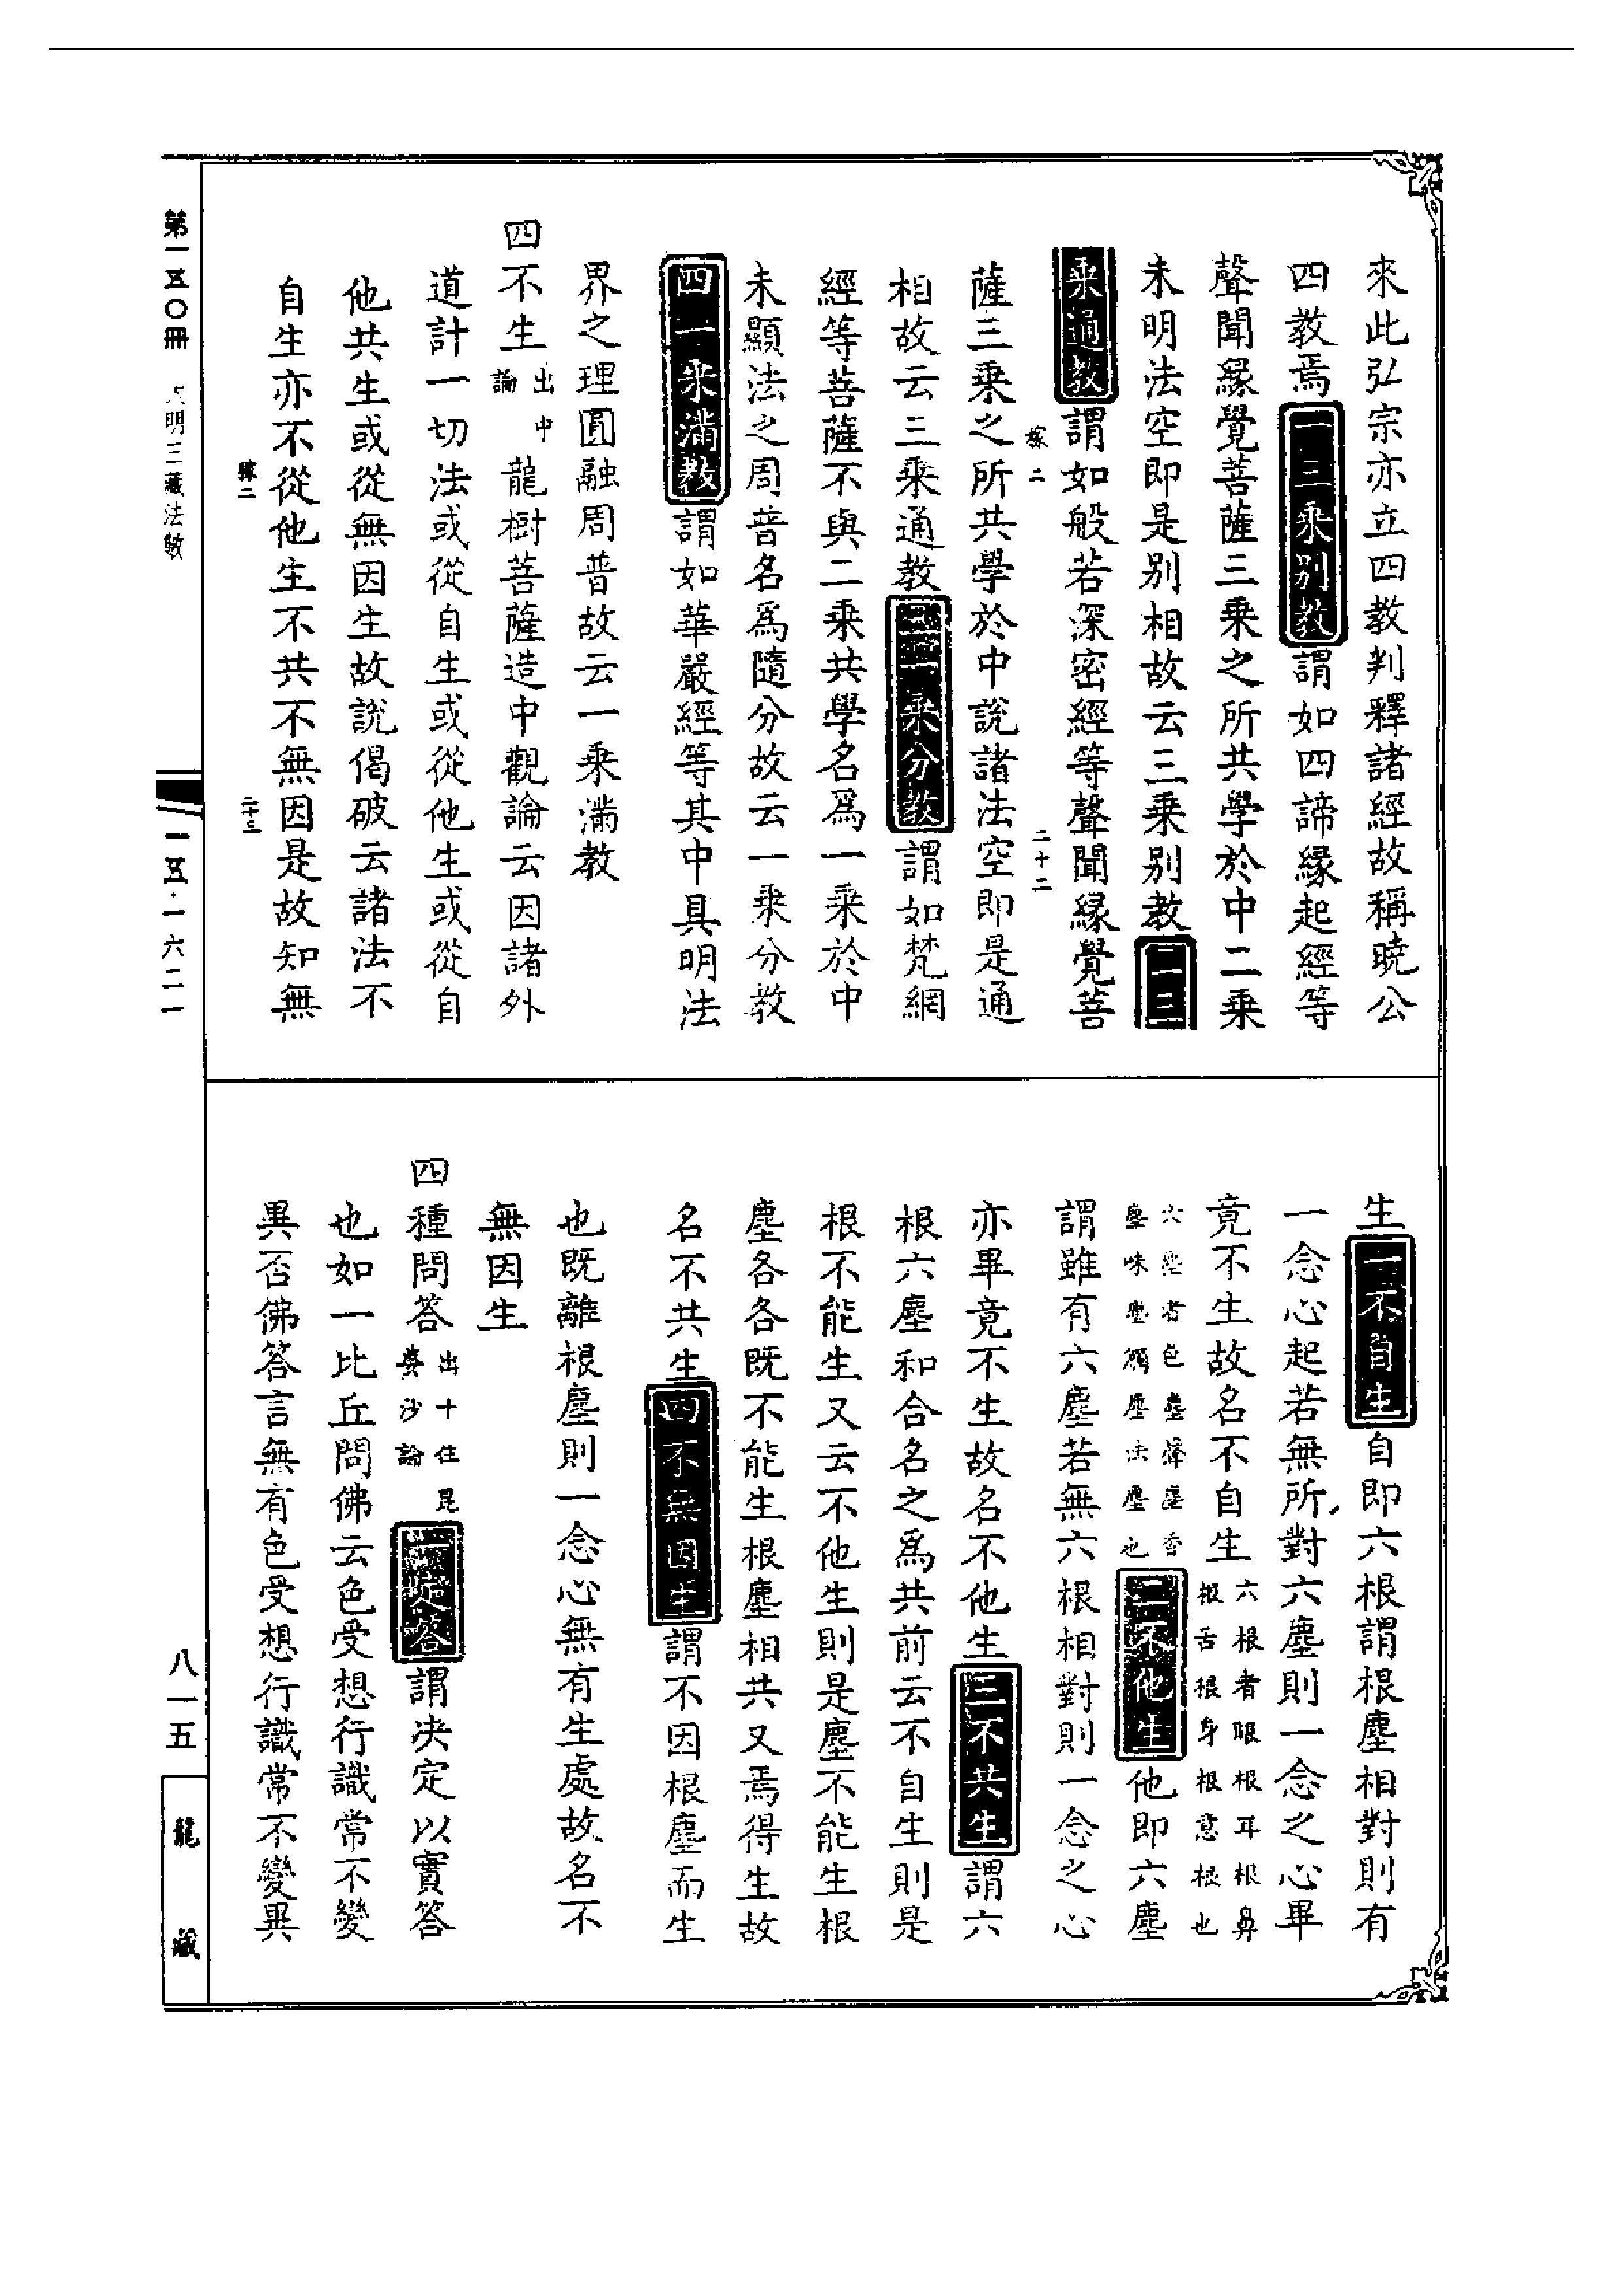 來此弘宗亦立四教判釋諸經故稱曉公
四教焉一三乘别教謂如四諦緣起經等
聲聞緣覺菩薩三乘之所共學於中二乘
未明法空即是别相故云三乘别教二三
乘通教謂如般若深密經等聲聞緣覺菩
二十二
薩三乘之所共學於中說諸法空即是通
相故云三乘通教三一乘分教謂如梵網
經等菩薩不與二乘共學名爲一乘於中
未顯法之周普名爲隨分故云一乘分教
四一乘滿教謂如華嚴經等其中具明法
界之理圓融周普故云一乘滿教
四不生出中論龍樹菩薩造中觀論云因諸外
道計一切法或從自生或從他生或從自
他共生或從無因生故說偈破云諸法不
自生亦不從他生不共不無因是故知無
二十三
生一不自生自即六根謂根塵相對則有
一念心起若無所對六塵則一念之心畢
竟不生故名不自生六根者眼根耳根鼻根舌根身根意根也
六塵者色塵聲塵香塵味塵觸塵法塵也二不他生他即六塵
謂雖有六塵若無六根相對則一念之心
亦畢竟不生故名不他生三不共生謂六
根六塵和合名之爲共前云不自生則是
根不能生又云不他生則是塵不能生根
塵各各既不能生根塵相共又焉得生故
名不共生四不無因生謂不因根塵而生
也既離根塵則一念心無有生處故名不
無因生
四種問答出十住毘婆沙論一定答謂决定以實答
也如一比丘問佛云色受想行識常不變
異否佛答言無有色受想行識常不變異
第一五〇冊 大明三藏法數
一五·一六二一
八一五
龍藏